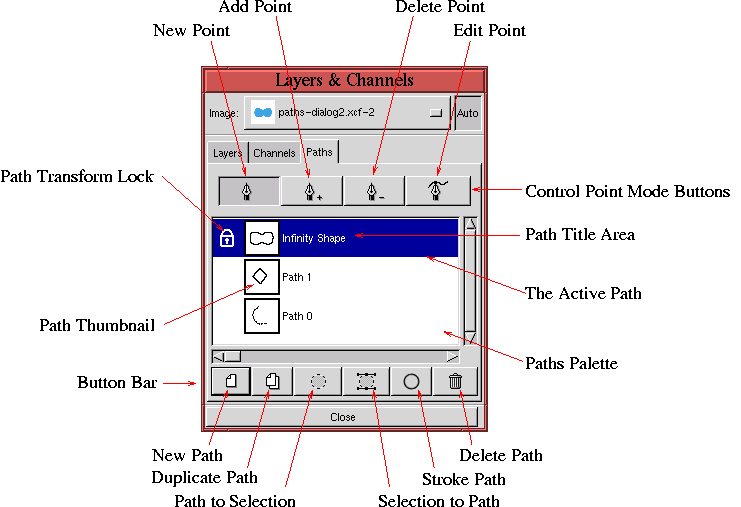 Add Point
Delete Point
New Point
Edit Point
Layers & Channels
Image:
paths-dialog2.xcf-2
Auto
Layers
Channels
Paths
Path Transform Lock
Control Point Mode Buttons
Infinity Shape
Path Title Area
Path 1
The Active Path
Path 0
Path Thumbnail
Paths Palette
Button Bar
Close
New Path
Delete Path
Duplicate Path
Stroke Path
Path to Selection
Selection to Path